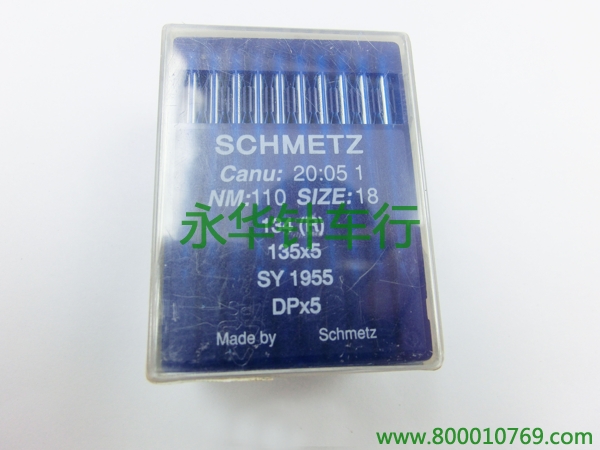 SCHMETZ
Canu: 20:05 1
NM:110 SIZE:18
134 (R)
永华针车行
135x5
SY 1955
DPx5
Made by Schmetz
www.800010769.com